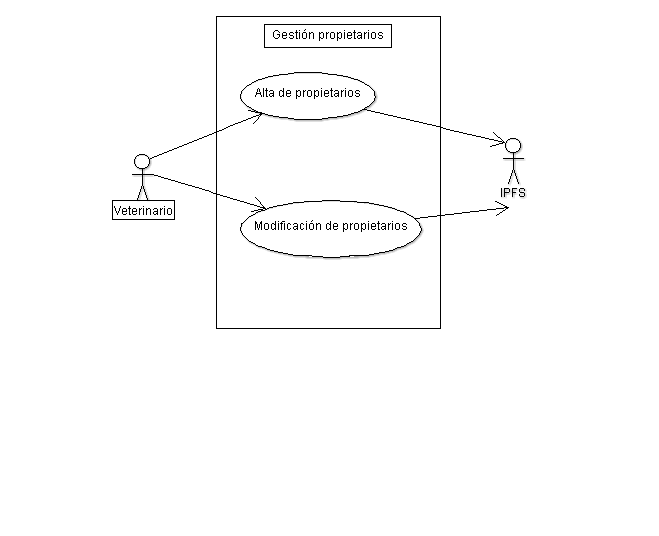 Gestión propietarios
Alta de propietarios
IPFS
Veterinario
Modificación de propietarios